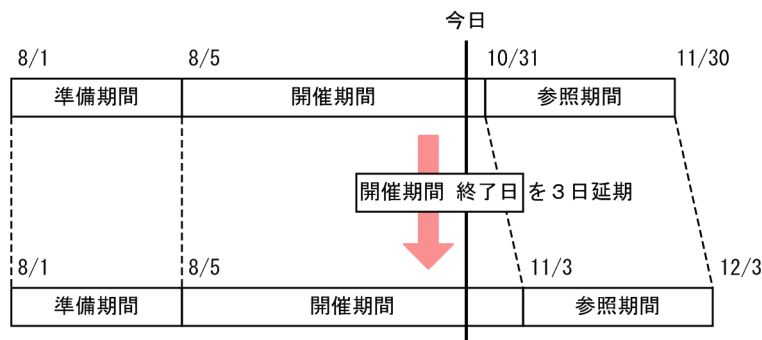 今日
8/1 8/5 10/31 11/30
準備期間 開催期間 参照期間
開催期間 終了日 を３日延期
8/1 8/5 11/3 12/3
準備期間 開催期間 参照期間